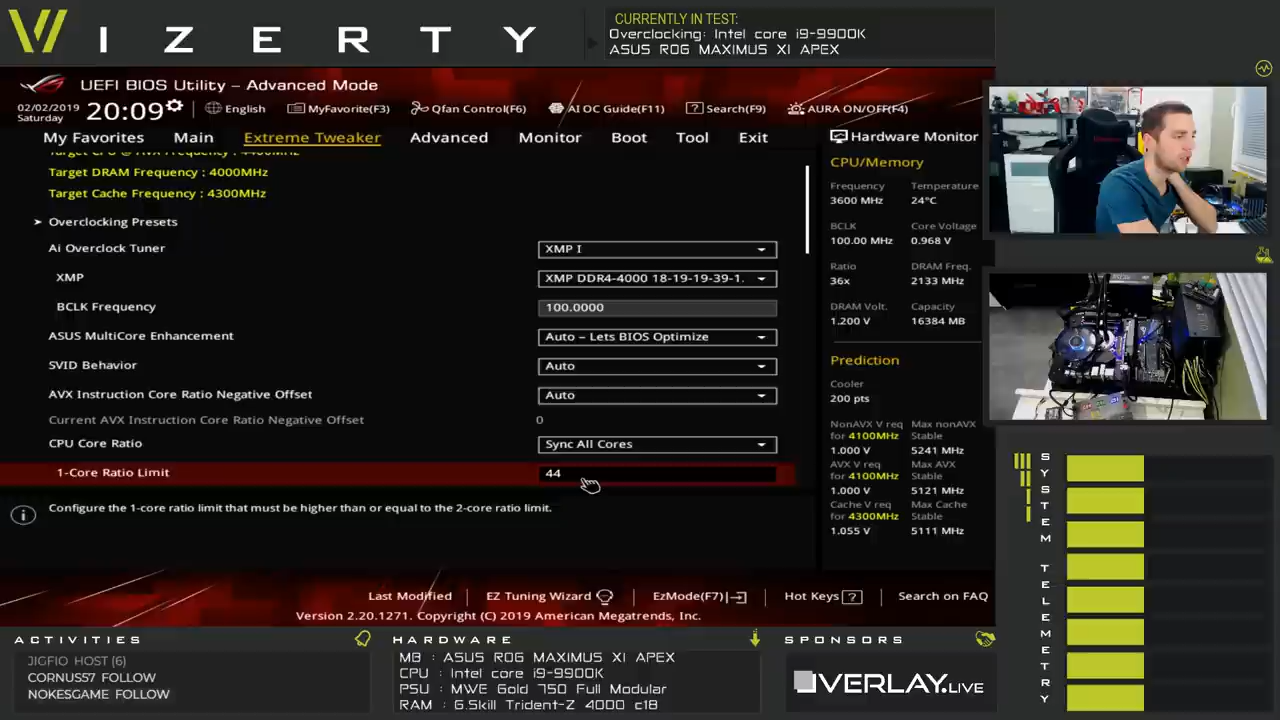 WIZERTY
CURRENTLY IN TEST:
Overclocking: Intel core i9-9900K
ASUS ROG MAXIMUS XI APEX
UEFI BIOS Utility – Advanced Mode
02/02/2019
Saturday
20:09
English
MyFavorite(F3)
Qfan Control(F6)
AI OC Guide(F11)
? Search(F9)
AURA ON/OFF(F4)
My Favorites
Main
Extreme Tweaker
Advanced
Monitor
Boot
Tool
Exit
Target CPU @ AVX Frequency : 4400MHz
Target DRAM Frequency : 4000MHz
Target Cache Frequency : 4300MHz
Overclocking Presets
Ai Overclock Tuner
XMP I
XMP
XMP DDR4-4000 18-19-19-39-1.
BCLK Frequency
100.0000
ASUS MultiCore Enhancement
Auto – Lets BIOS Optimize
SVID Behavior
Auto
AVX Instruction Core Ratio Negative Offset
Auto
Current AVX Instruction Core Ratio Negative Offset
0
CPU Core Ratio
Sync All Cores
1-Core Ratio Limit
44
Configure the 1-core ratio limit that must be higher than or equal to the 2-core ratio limit.
Hardware Monitor
CPU/Memory
Frequency Temperature
3600 MHz 24°C
BCLK Core Voltage
100.00 MHz 0.968 V
Ratio DRAM Freq.
36x 2133 MHz
DRAM Volt. Capacity
1.200 V 16384 MB
Prediction
Cooler
200 pts
NonAVX V req Max nonAVX
for 4100MHz Stable
1.000 V 5241 MHz
AVX V req Max AVX
for 4100MHz Stable
1.000 V 5121 MHz
Cache V req Max Cache
for 4300MHz Stable
1.055 V 5111 MHz
Last Modified
EZ Tuning Wizard
EzMode(F7)
Hot Keys ?
Search on FAQ
Version 2.20.1271. Copyright (C) 2019 American Megatrends, Inc.
SYSTEM TELEMETRY
ACTIVITIES
JIGFIO HOST (6)
CORNUS57 FOLLOW
NOKESGAME FOLLOW
HARDWARE
MB : ASUS ROG MAXIMUS XI APEX
CPU : Intel core i9-9900K
PSU : MWE Gold 750 Full Modular
RAM : G.Skill Trident-Z 4000 c18
SPONSORS
OVERLAY.LIVE